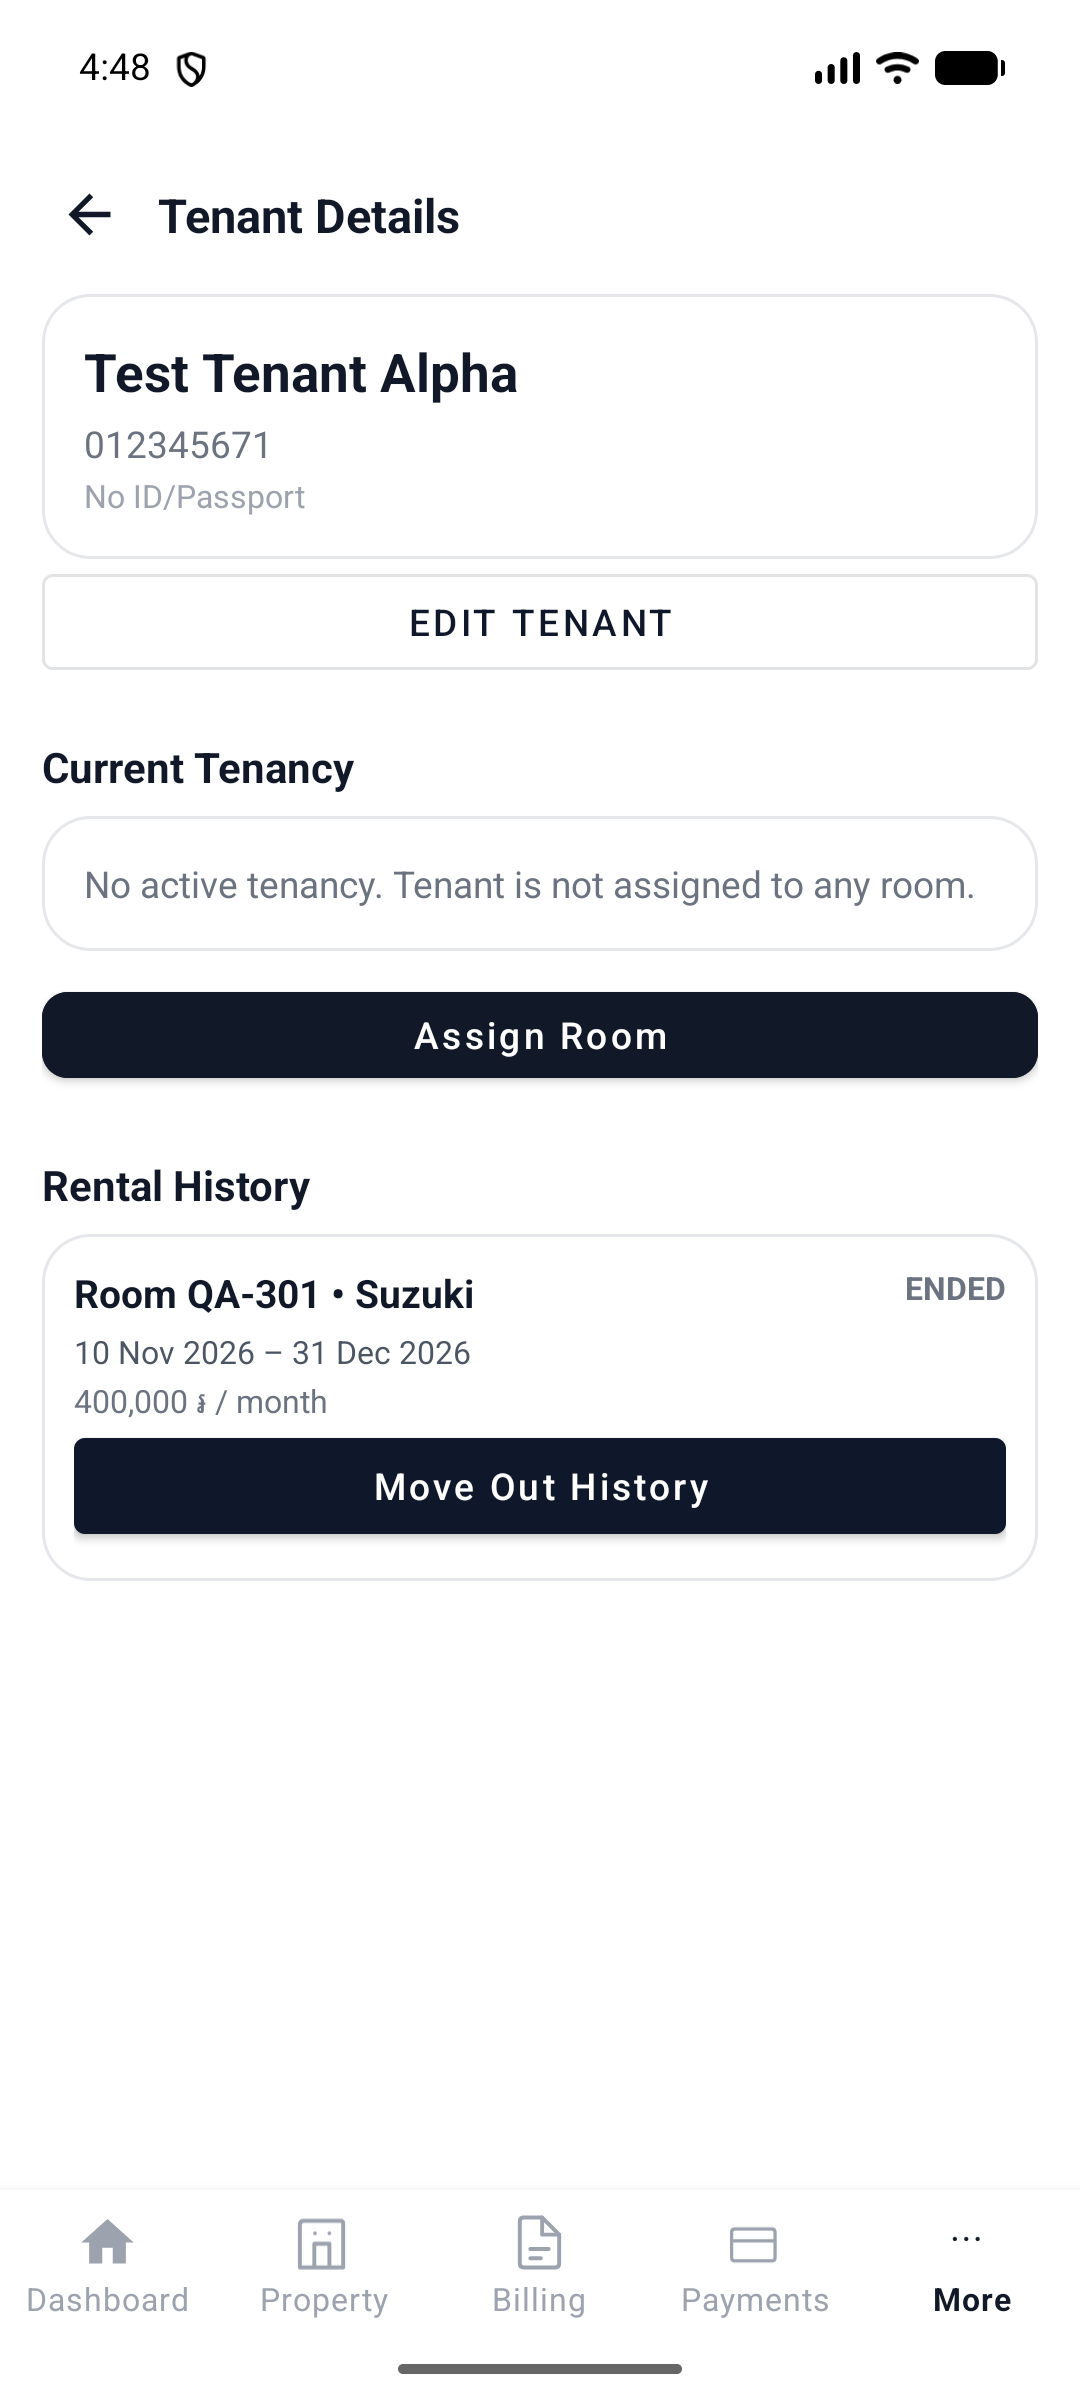 4:48
Tenant Details
Test Tenant Alpha
012345671
No ID/Passport
EDIT TENANT
Current Tenancy
No active tenancy. Tenant is not assigned to any room.
Assign Room
Rental History
Room QA-301 • Suzuki
ENDED
10 Nov 2026 – 31 Dec 2026
400,000 ៛ / month
Move Out History
Dashboard
Property
Billing
Payments
More